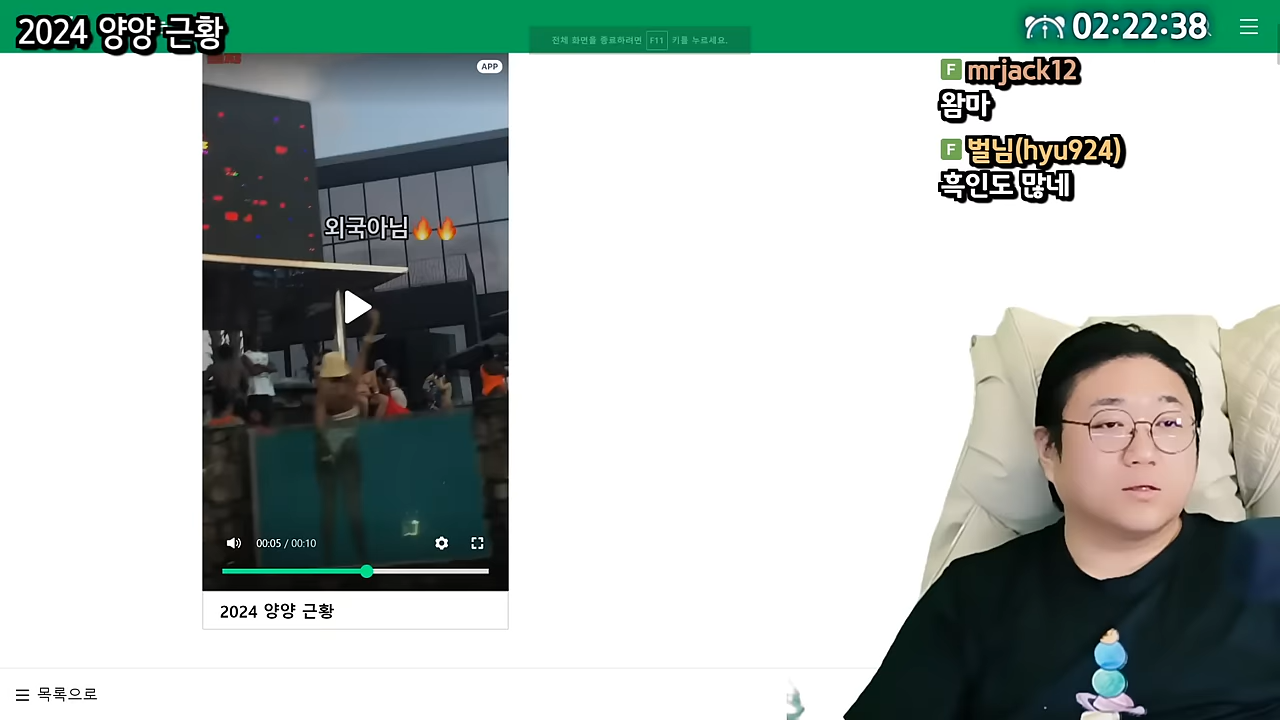 2024 양양 근황
전체 화면을 종료하려면 F11 키를 누르세요.
02:22:38
F mrjack12
왐마
F 벌님(hyu924)
흑인도 많네
APP
외국아님🔥🔥
00:05 / 00:10
2024 양양 근황
목록으로